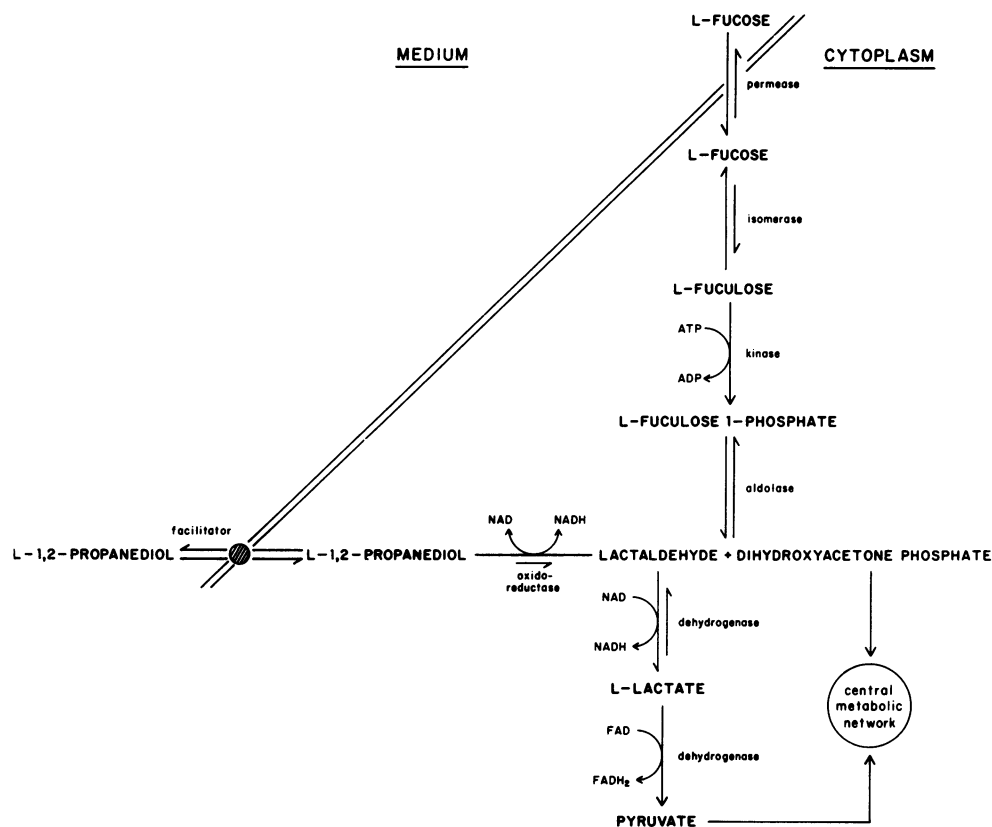 L-FUCOSE
MEDIUM
CYTOPLASM
permease
L-FUCOSE
isomerase
L-FUCULOSE
ATP
kinase
ADP
L-FUCULOSE 1-PHOSPHATE
aldolase
facilitator
NAD NADH
L-1,2-PROPANEDIOL L-1,2-PROPANEDIOL LACTALDEHYDE + DIHYDROXYACETONE PHOSPHATE
oxido-
reductase
NAD
dehydrogenase
NADH
L-LACTATE
central
metabolic
network
FAD
dehydrogenase
FADH₂
PYRUVATE